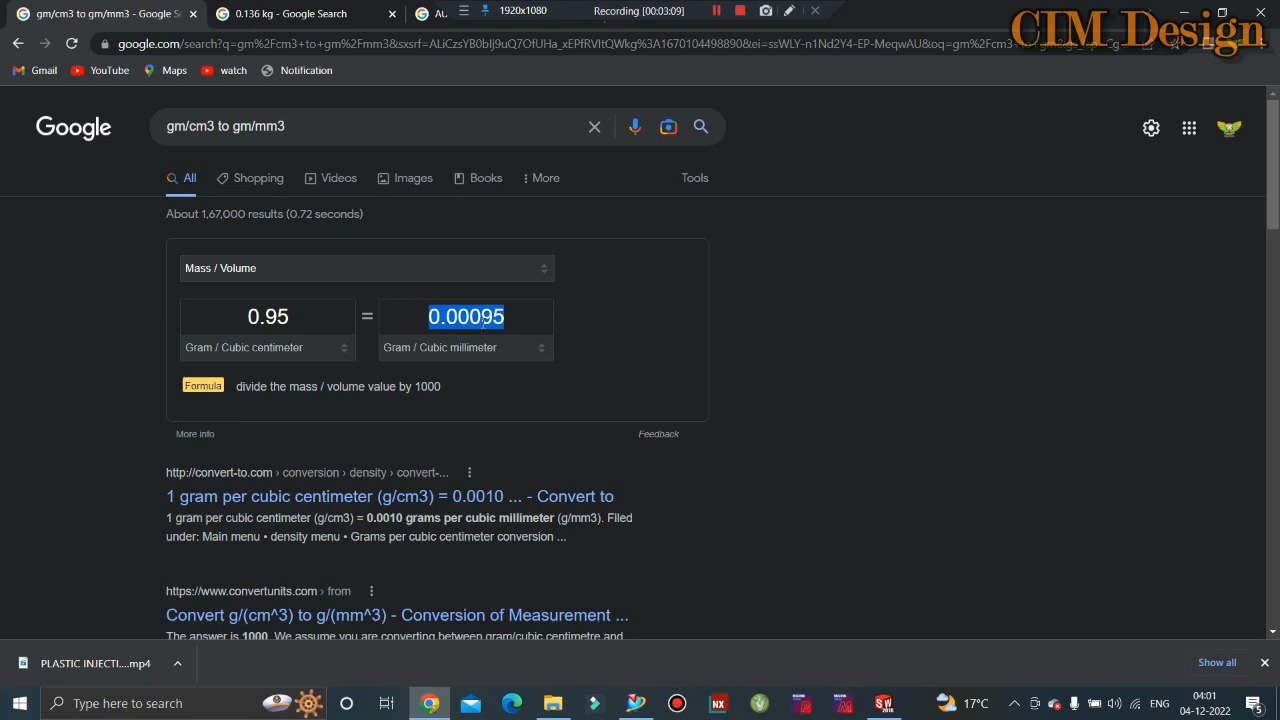 gm/cm3 to gm/mm3 - Google Se
0.136 kg - Google Search
AU
1920x1080
Recording [00:03:09]
CIM Design
google.com/search?q=gm%2Fcm3+to+gm%2Fmm3&sxsrf=ALiCzsYB0bIj9ud7OfUHa_xEPfRVItQWkg%3A1670104498890&ei=ssWLY-n1Nd2Y4-EP-MeqwAU&oq=gm%2Fcm3
Gmail
YouTube
Maps
watch
Notification
Google
gm/cm3 to gm/mm3
All
Shopping
Videos
Images
Books
More
Tools
About 1,67,000 results (0.72 seconds)
Mass / Volume
0.95 = 0.00095
Gram / Cubic centimeter
Gram / Cubic millimeter
Formula divide the mass / volume value by 1000
More info
Feedback
http://convert-to.com › conversion › density › convert-...
1 gram per cubic centimeter (g/cm3) = 0.0010 ... - Convert to
1 gram per cubic centimeter (g/cm3) = 0.0010 grams per cubic millimeter (g/mm3). Filed
under: Main menu • density menu • Grams per cubic centimeter conversion ...
https://www.convertunits.com › from
Convert g/(cm^3) to g/(mm^3) - Conversion of Measurement ...
The answer is 1000. We assume you are converting between gram/cubic centimetre and
PLASTIC INJECTI....mp4
Show all
Type here to search
NX
SW
17°C
ENG
04:01
04-12-2022
5